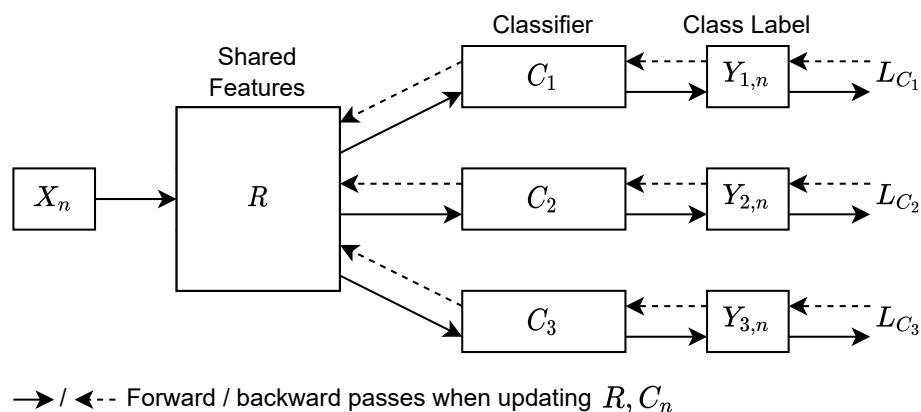 Classifier
Class Label
Shared
Features
C_1
Y_{1,n}
L_{C_1}
X_n
R
C_2
Y_{2,n}
L_{C_2}
C_3
Y_{3,n}
L_{C_3}
/ Forward / backward passes when updating R, C_n